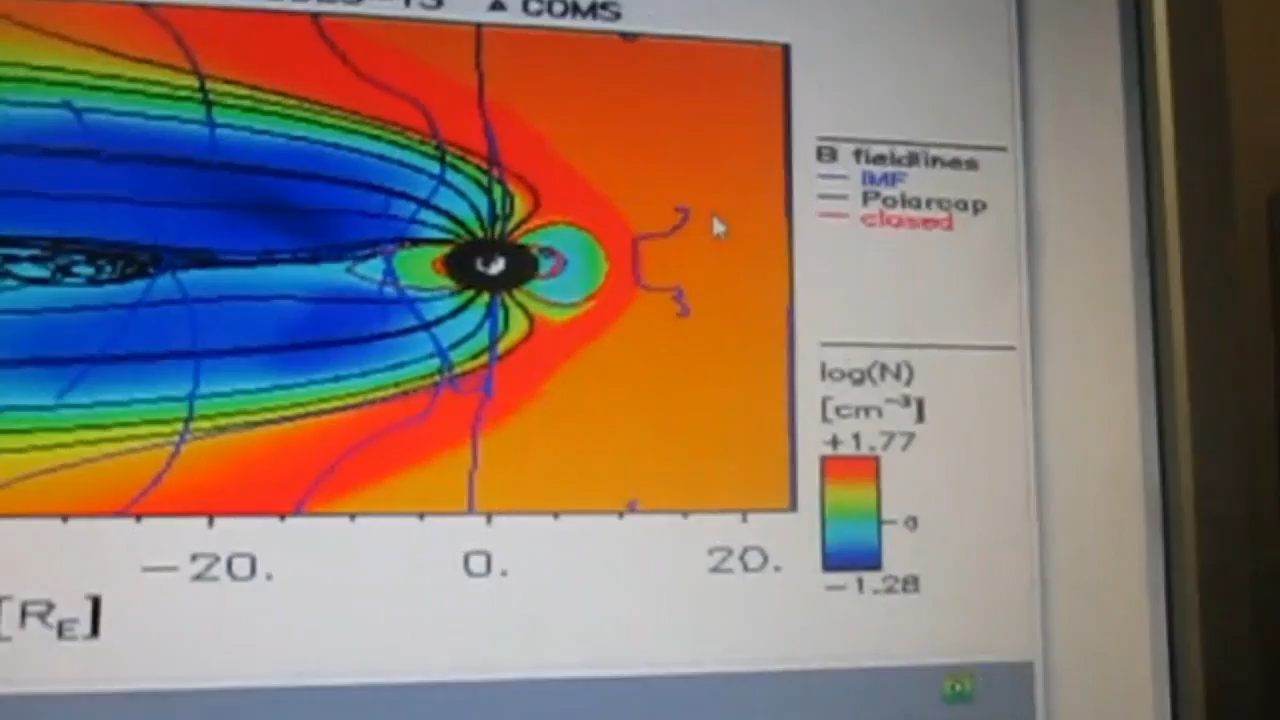 ▲ COMS
B fieldlines
IMF
Polarcap
closed
log(N)
[cm⁻³]
+1.77
0
−1.28
−20. 0. 20.
[R_E]